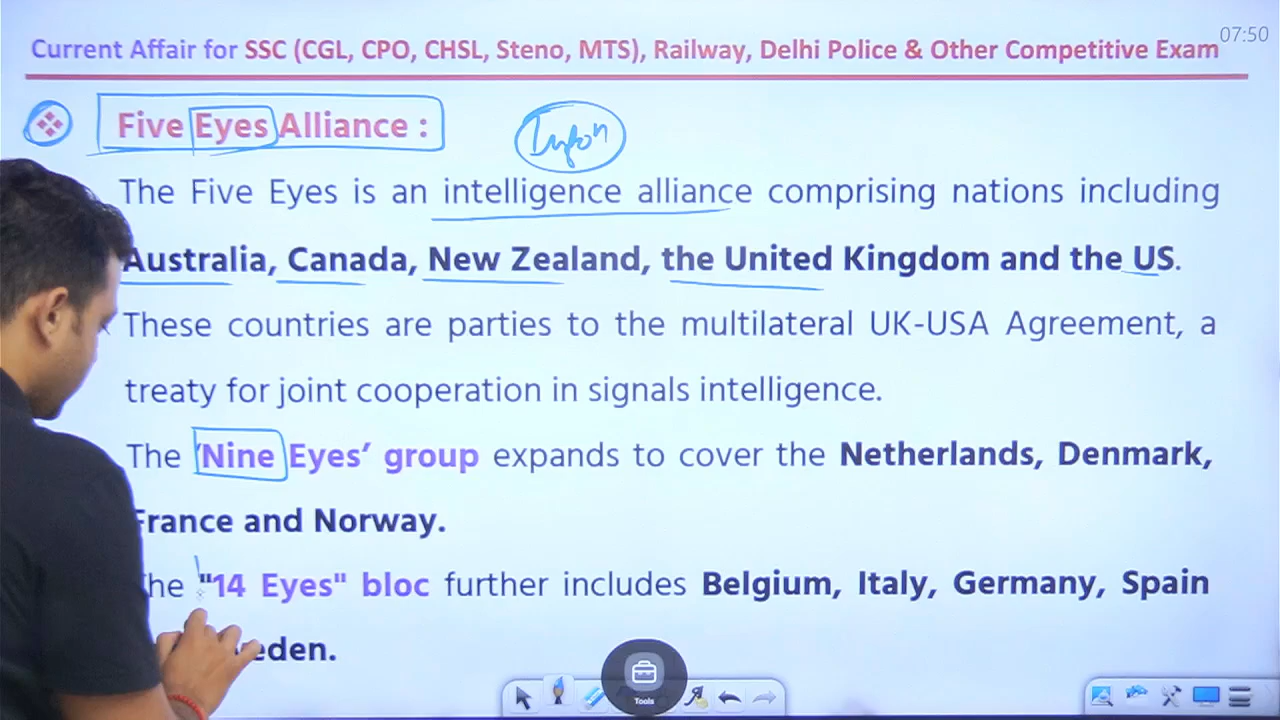 07:50
Current Affair for SSC (CGL, CPO, CHSL, Steno, MTS), Railway, Delhi Police & Other Competitive Exam
Five Eyes Alliance :
Infoⁿ
The Five Eyes is an intelligence alliance comprising nations including
Australia, Canada, New Zealand, the United Kingdom and the US.
These countries are parties to the multilateral UK-USA Agreement, a
treaty for joint cooperation in signals intelligence.
The 'Nine Eyes' group expands to cover the Netherlands, Denmark,
France and Norway.
The "14 Eyes" bloc further includes Belgium, Italy, Germany, Spain
eden.
Tools